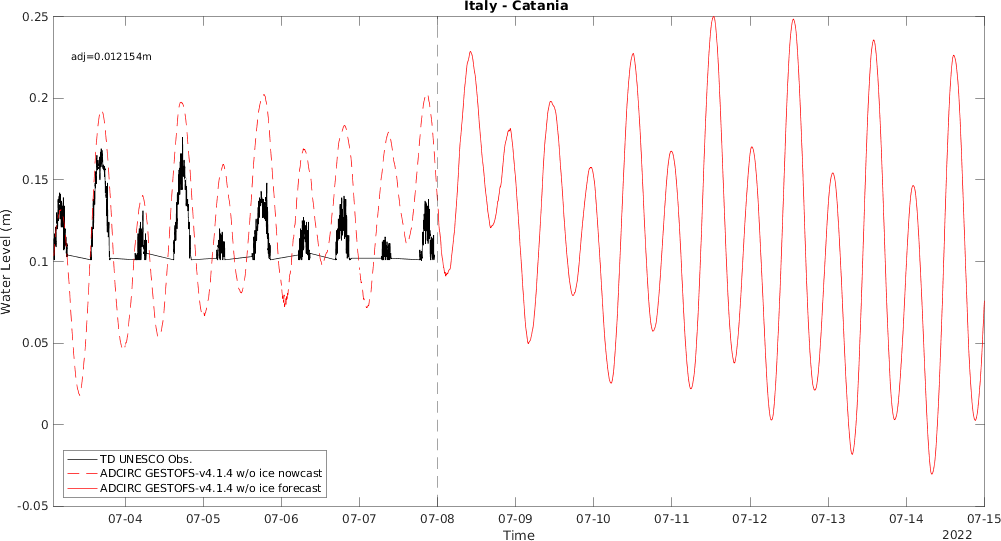 Italy - Catania
adj=0.012154m
Water Level (m)
0.25
0.2
0.15
0.1
0.05
0
-0.05
TD UNESCO Obs.
ADCIRC GESTOFS-v4.1.4 w/o ice nowcast
ADCIRC GESTOFS-v4.1.4 w/o ice forecast
07-04 07-05 07-06 07-07 07-08 07-09 07-10 07-11 07-12 07-13 07-14 07-15
Time
2022